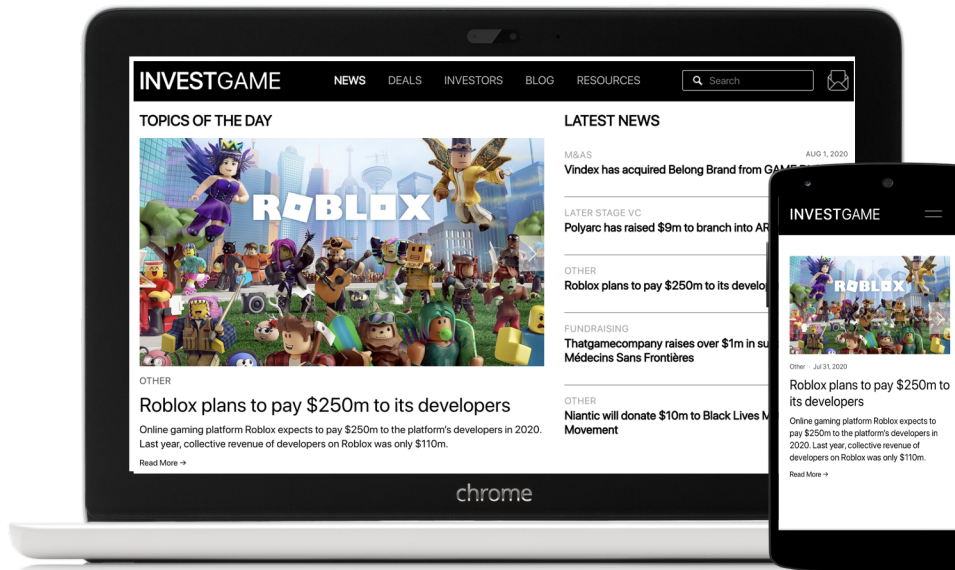 INVESTGAME
NEWS DEALS INVESTORS BLOG RESOURCES
Search
TOPICS OF THE DAY
ROBLOX
OTHER
Roblox plans to pay $250m to its developers
Online gaming platform Roblox expects to pay $250m to the platform's developers in 2020.
Last year, collective revenue of developers on Roblox was only $110m.
Read More →
LATEST NEWS
M&AS
AUG 1, 2020
Vindex has acquired Belong Brand from
LATER STAGE VC
Polyarc has raised $9m to branch into AR
OTHER
Roblox plans to pay $250m to its
FUNDRAISING
Thatgamecompany raises over $1m in
Médecins Sans Frontières
OTHER
Niantic will donate $10m to Black Lives
Movement
chrome
INVESTGAME
ROBLOX
Other · Jul 31, 2020
Roblox plans to pay $250m to
its developers
Online gaming platform Roblox expects to
pay $250m to the platform's developers in
2020. Last year, collective revenue of
developers on Roblox was only $110m.
Read More →